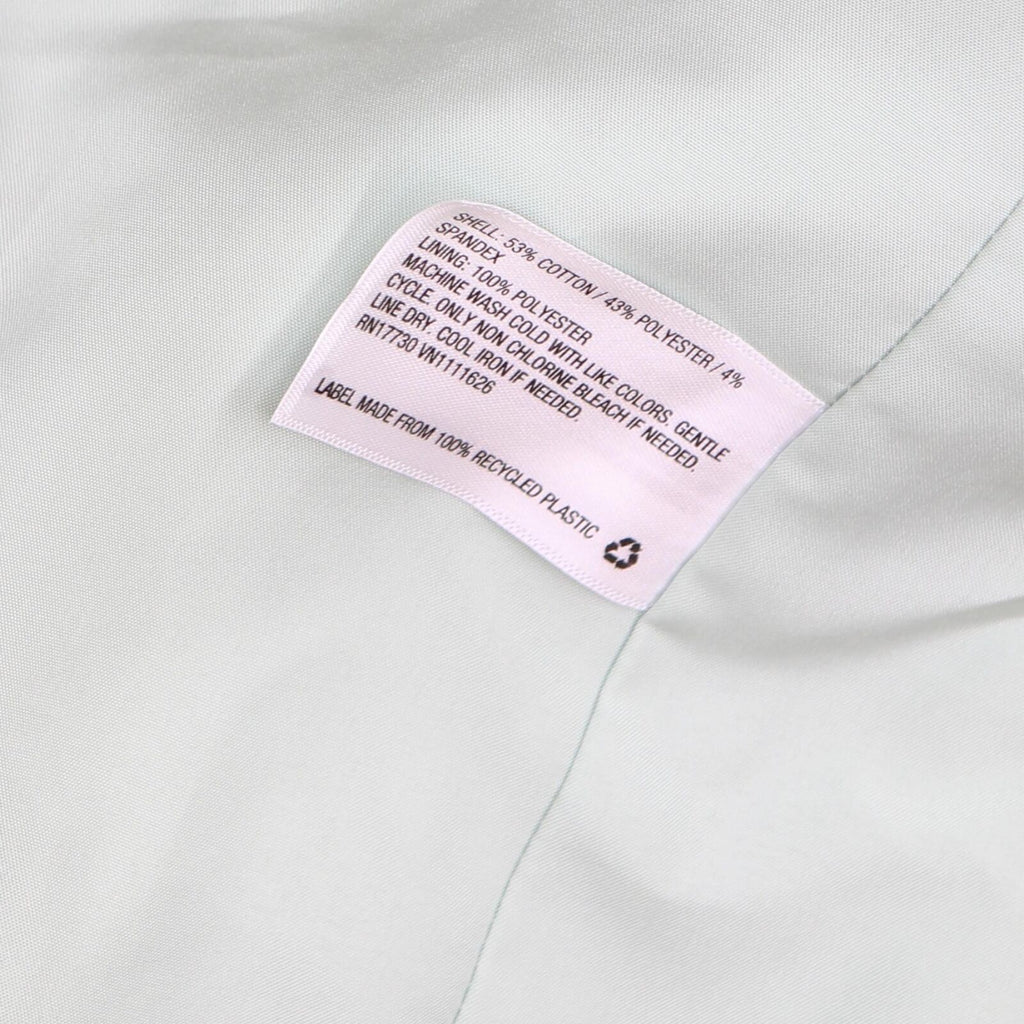 SHELL: 53% COTTON / 43% POLYESTER / 4%
SPANDEX
LINING: 100% POLYESTER
MACHINE WASH COLD WITH LIKE COLORS. GENTLE
CYCLE. ONLY NON CHLORINE BLEACH IF NEEDED.
LINE DRY. COOL IRON IF NEEDED.
RN17730 VN1111626
LABEL MADE FROM 100% RECYCLED PLASTIC